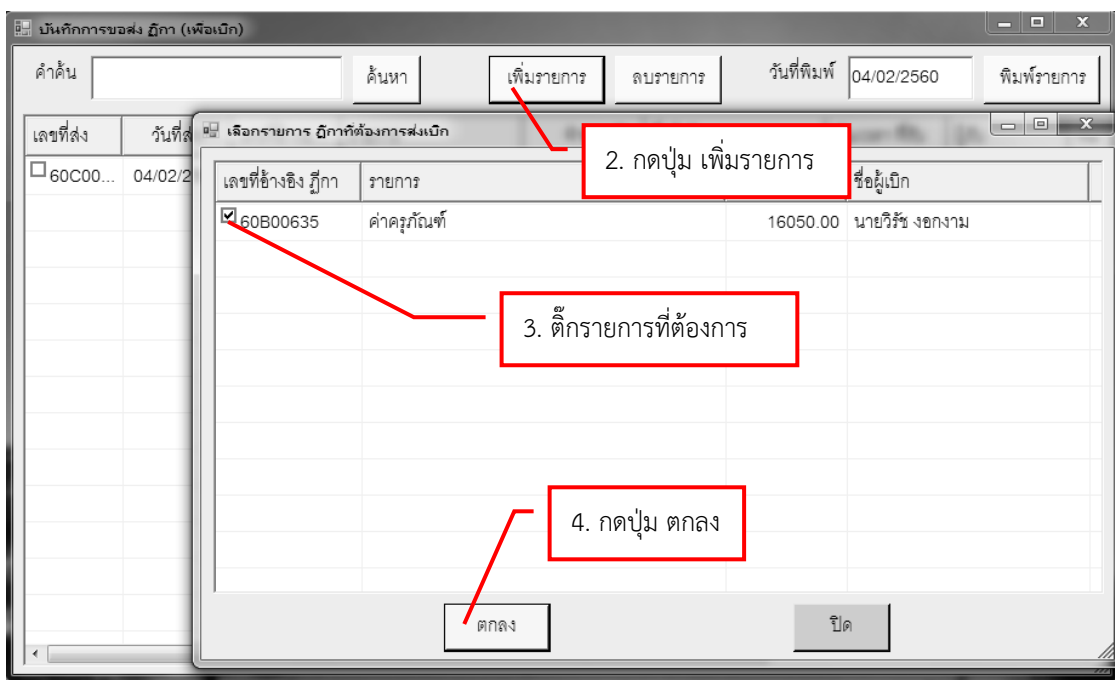 บันทึกการขอส่ง ฎีกา (เพื่อเบิก)
คำค้น
ค้นหา
เพิ่มรายการ
ลบรายการ
วันที่พิมพ์
04/02/2560
พิมพ์รายการ
เลขที่ส่ง
วันที่ส
60C00...
04/02/2
เลือกรายการ ฎีกาที่ต้องการส่งเบิก
2. กดปุ่ม เพิ่มรายการ
เลขที่อ้างอิง ฎีกา
รายการ
ชื่อผู้เบิก
60B00635
ค่าครุภัณฑ์
16050.00
นายวิรัช งอกงาม
3. ติ๊กรายการที่ต้องการ
4. กดปุ่ม ตกลง
ตกลง
ปิด